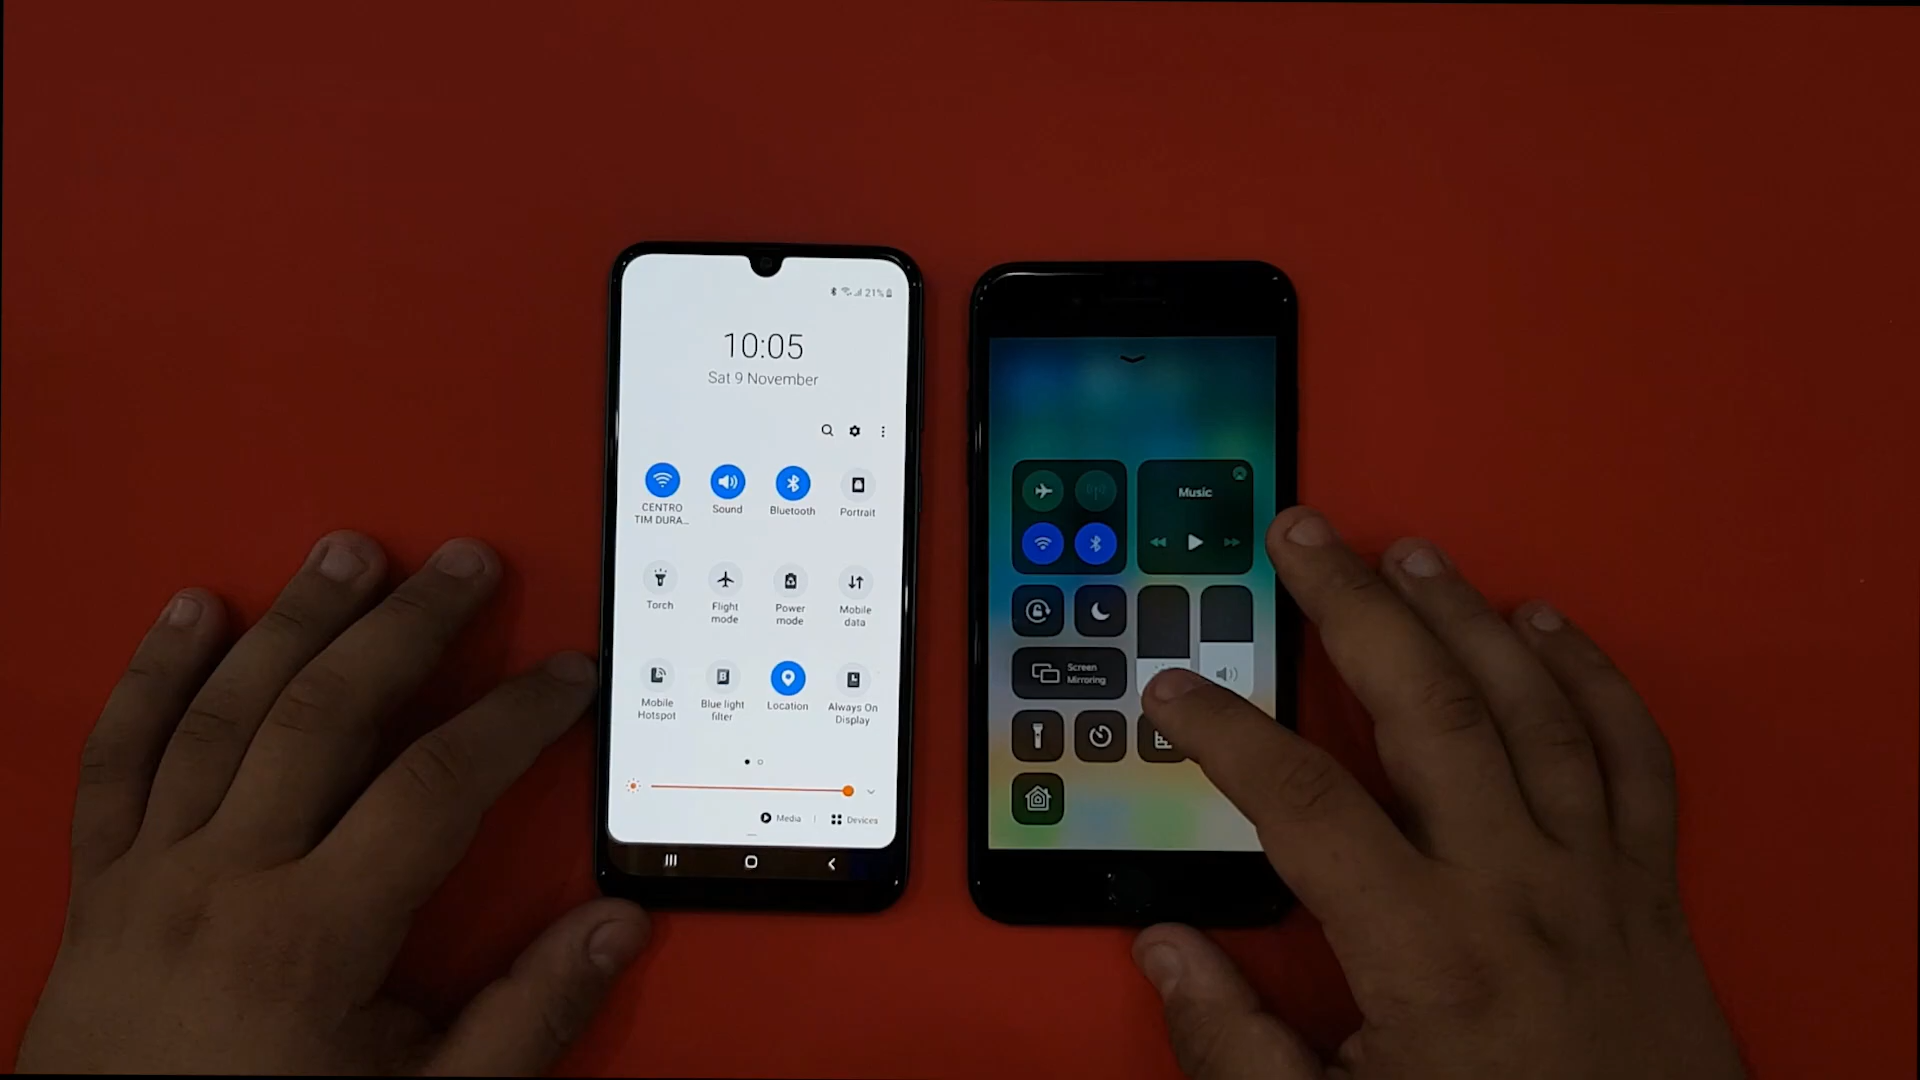 21%
10:05
Sat 9 November
CENTRO
TIM DURA...
Sound
Bluetooth
Portrait
Torch
Flight
mode
Power
mode
Mobile
data
Mobile
Hotspot
Blue light
filter
Location
Always On
Display
Media
Devices
Music
Screen
Mirroring